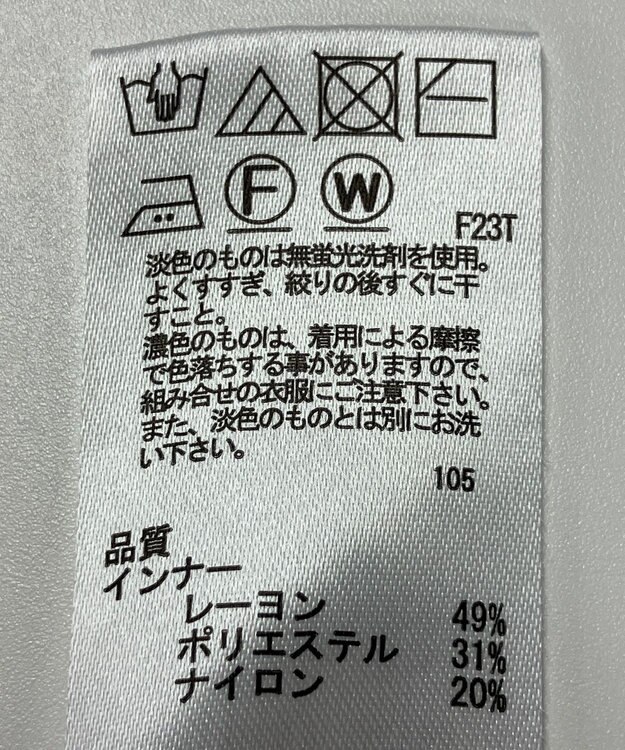 F W
F23T
淡色のものは無蛍光洗剤を使用。
よくすすぎ、絞りの後すぐに干
すこと。
濃色のものは、着用による摩擦
で色落ちする事がありますので、
組み合せの衣服にご注意下さい。
また、淡色のものとは別にお洗
い下さい。
105
品質
インナー
レーヨン 49%
ポリエステル 31%
ナイロン 20%